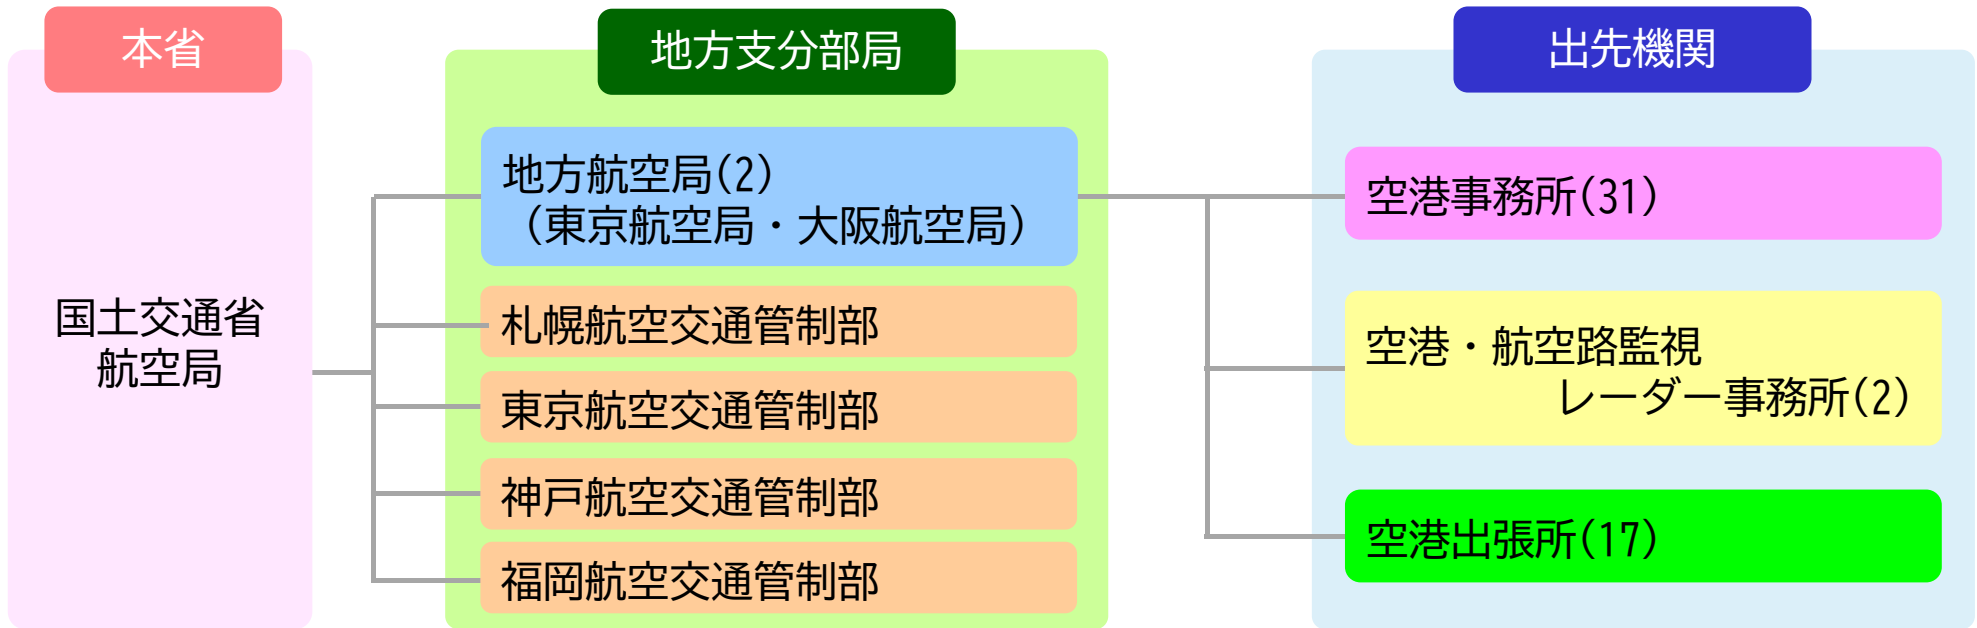 本省
国土交通省
航空局
地方支分部局
地方航空局(2)
(東京航空局・大阪航空局)
札幌航空交通管制部
東京航空交通管制部
神戸航空交通管制部
福岡航空交通管制部
出先機関
空港事務所(31)
空港・航空路監視
レーダー事務所(2)
空港出張所(17)